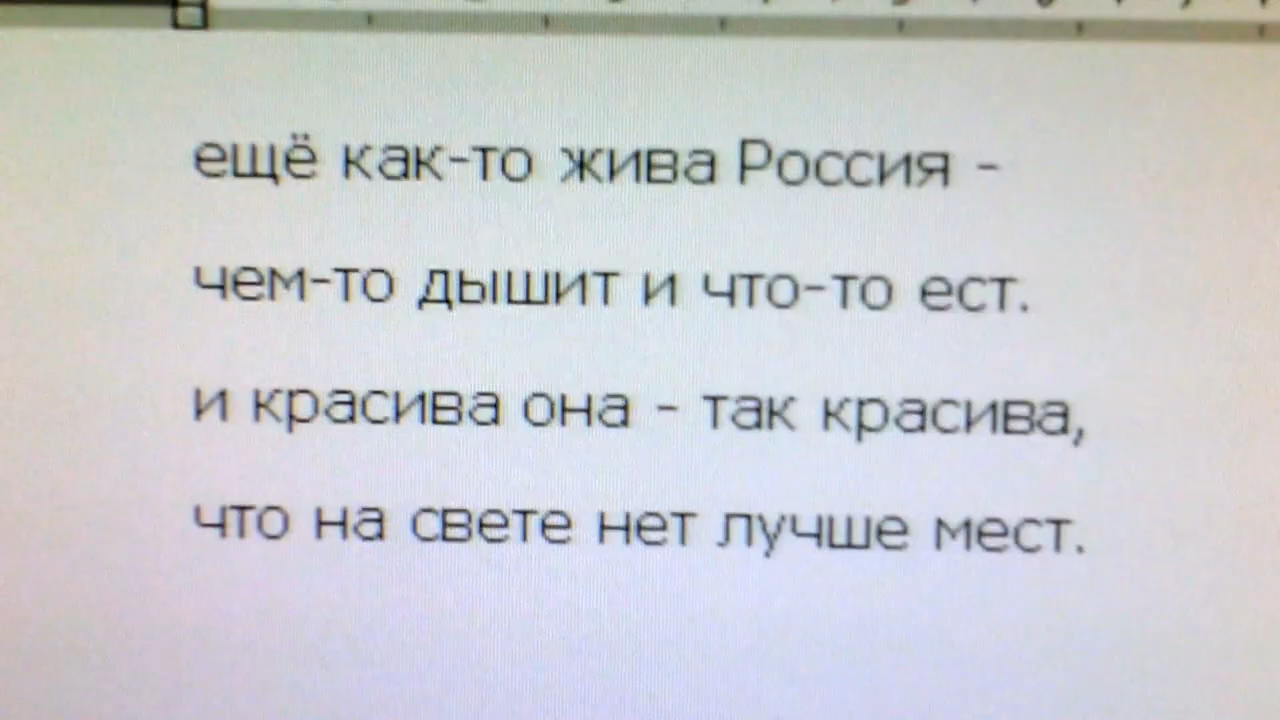 ещё как-то жива Россия -
чем-то дышит и что-то ест.
и красива она - так красива,
что на свете нет лучше мест.